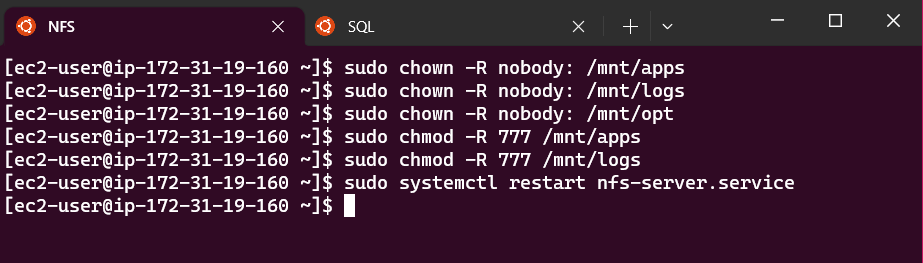 NFS
SQL
[ec2-user@ip-172-31-19-160 ~]$ sudo chown -R nobody: /mnt/apps
[ec2-user@ip-172-31-19-160 ~]$ sudo chown -R nobody: /mnt/logs
[ec2-user@ip-172-31-19-160 ~]$ sudo chown -R nobody: /mnt/opt
[ec2-user@ip-172-31-19-160 ~]$ sudo chmod -R 777 /mnt/apps
[ec2-user@ip-172-31-19-160 ~]$ sudo chmod -R 777 /mnt/logs
[ec2-user@ip-172-31-19-160 ~]$ sudo systemctl restart nfs-server.service
[ec2-user@ip-172-31-19-160 ~]$